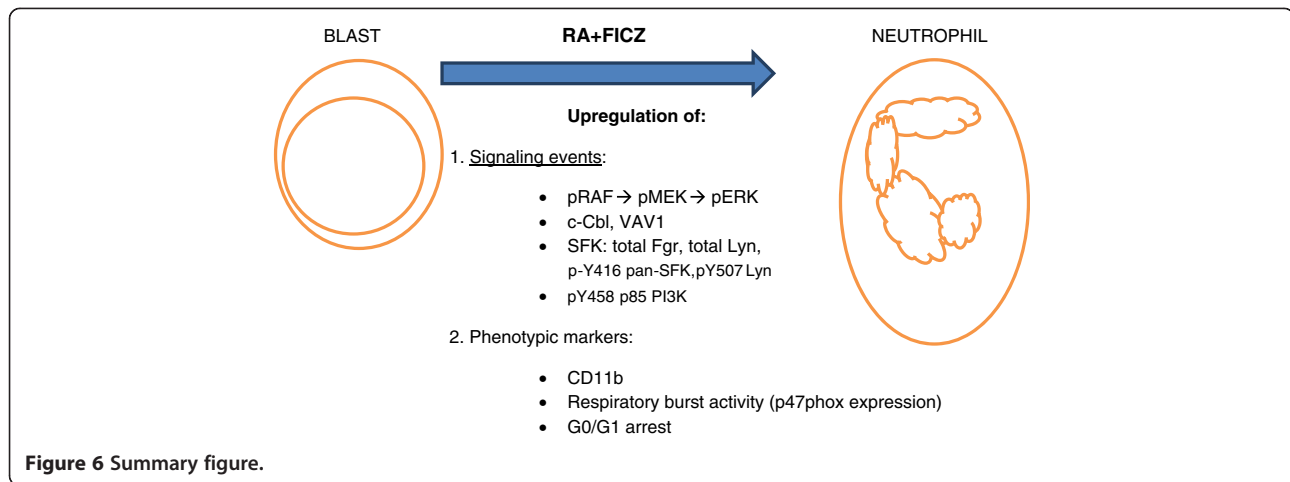 BLAST
RA+FICZ
NEUTROPHIL
Upregulation of:
1. Signaling events:
• pRAF → pMEK → pERK
• c-Cbl, VAV1
• SFK: total Fgr, total Lyn,
p-Y416 pan-SFK,pY507 Lyn
• pY458 p85 PI3K
2. Phenotypic markers:
• CD11b
• Respiratory burst activity (p47phox expression)
• G0/G1 arrest
Figure 6 Summary figure.